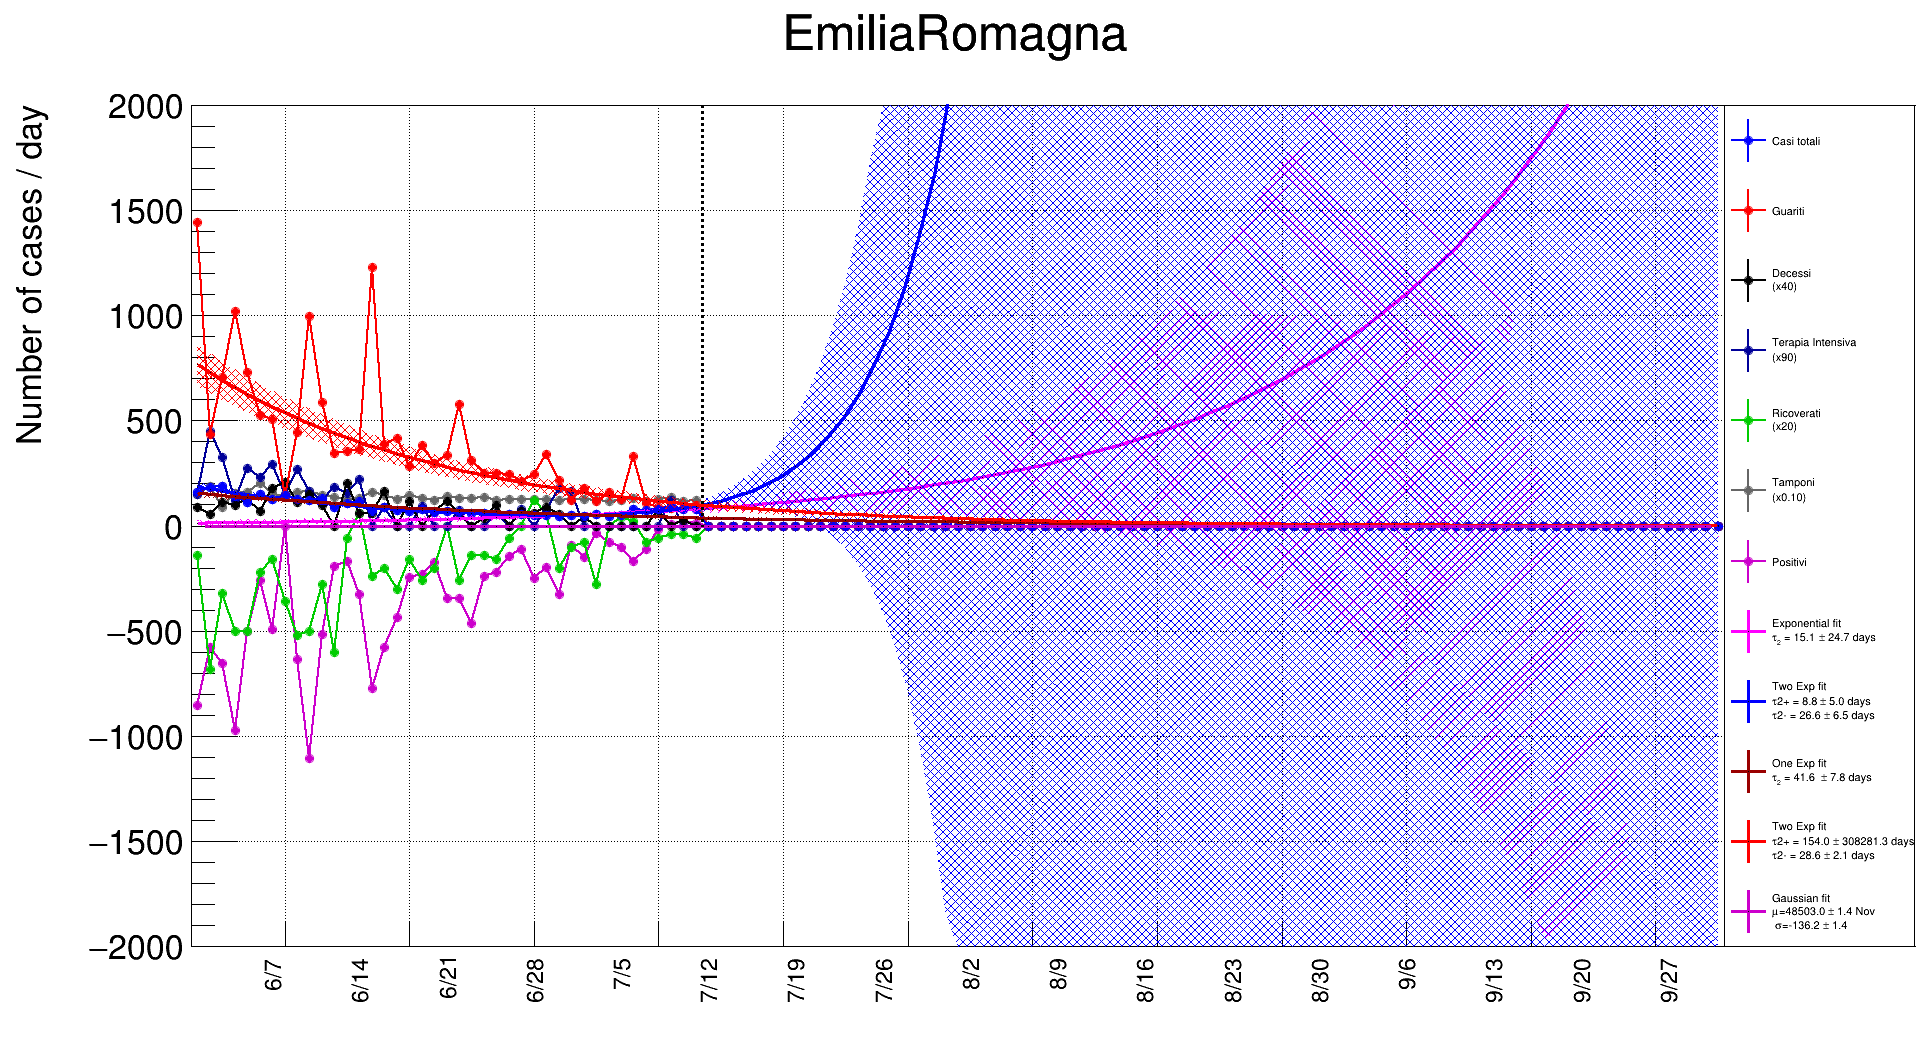 EmiliaRomagna
Number of cases / day
2000
1500
1000
500
0
−500
−1000
−1500
−2000
6/7
6/14
6/21
6/28
7/5
7/12
7/19
7/26
8/2
8/9
8/16
8/23
8/30
9/6
9/13
9/20
9/27
Casi totali
Guariti
Decessi
(x40)
Terapia Intensiva
(x90)
Ricoverati
(x20)
Tamponi
(x0.10)
Positivi
Exponential fit
τ2 = 15.1 ± 24.7 days
Two Exp fit
τ2+ = 8.8 ± 5.0 days
τ2- = 26.6 ± 6.5 days
One Exp fit
τ2 = 41.6 ± 7.8 days
Two Exp fit
τ2+ = 154.0 ± 308281.3 days
τ2- = 28.6 ± 2.1 days
Gaussian fit
μ=48503.0 ± 1.4 Nov
σ=-136.2 ± 1.4